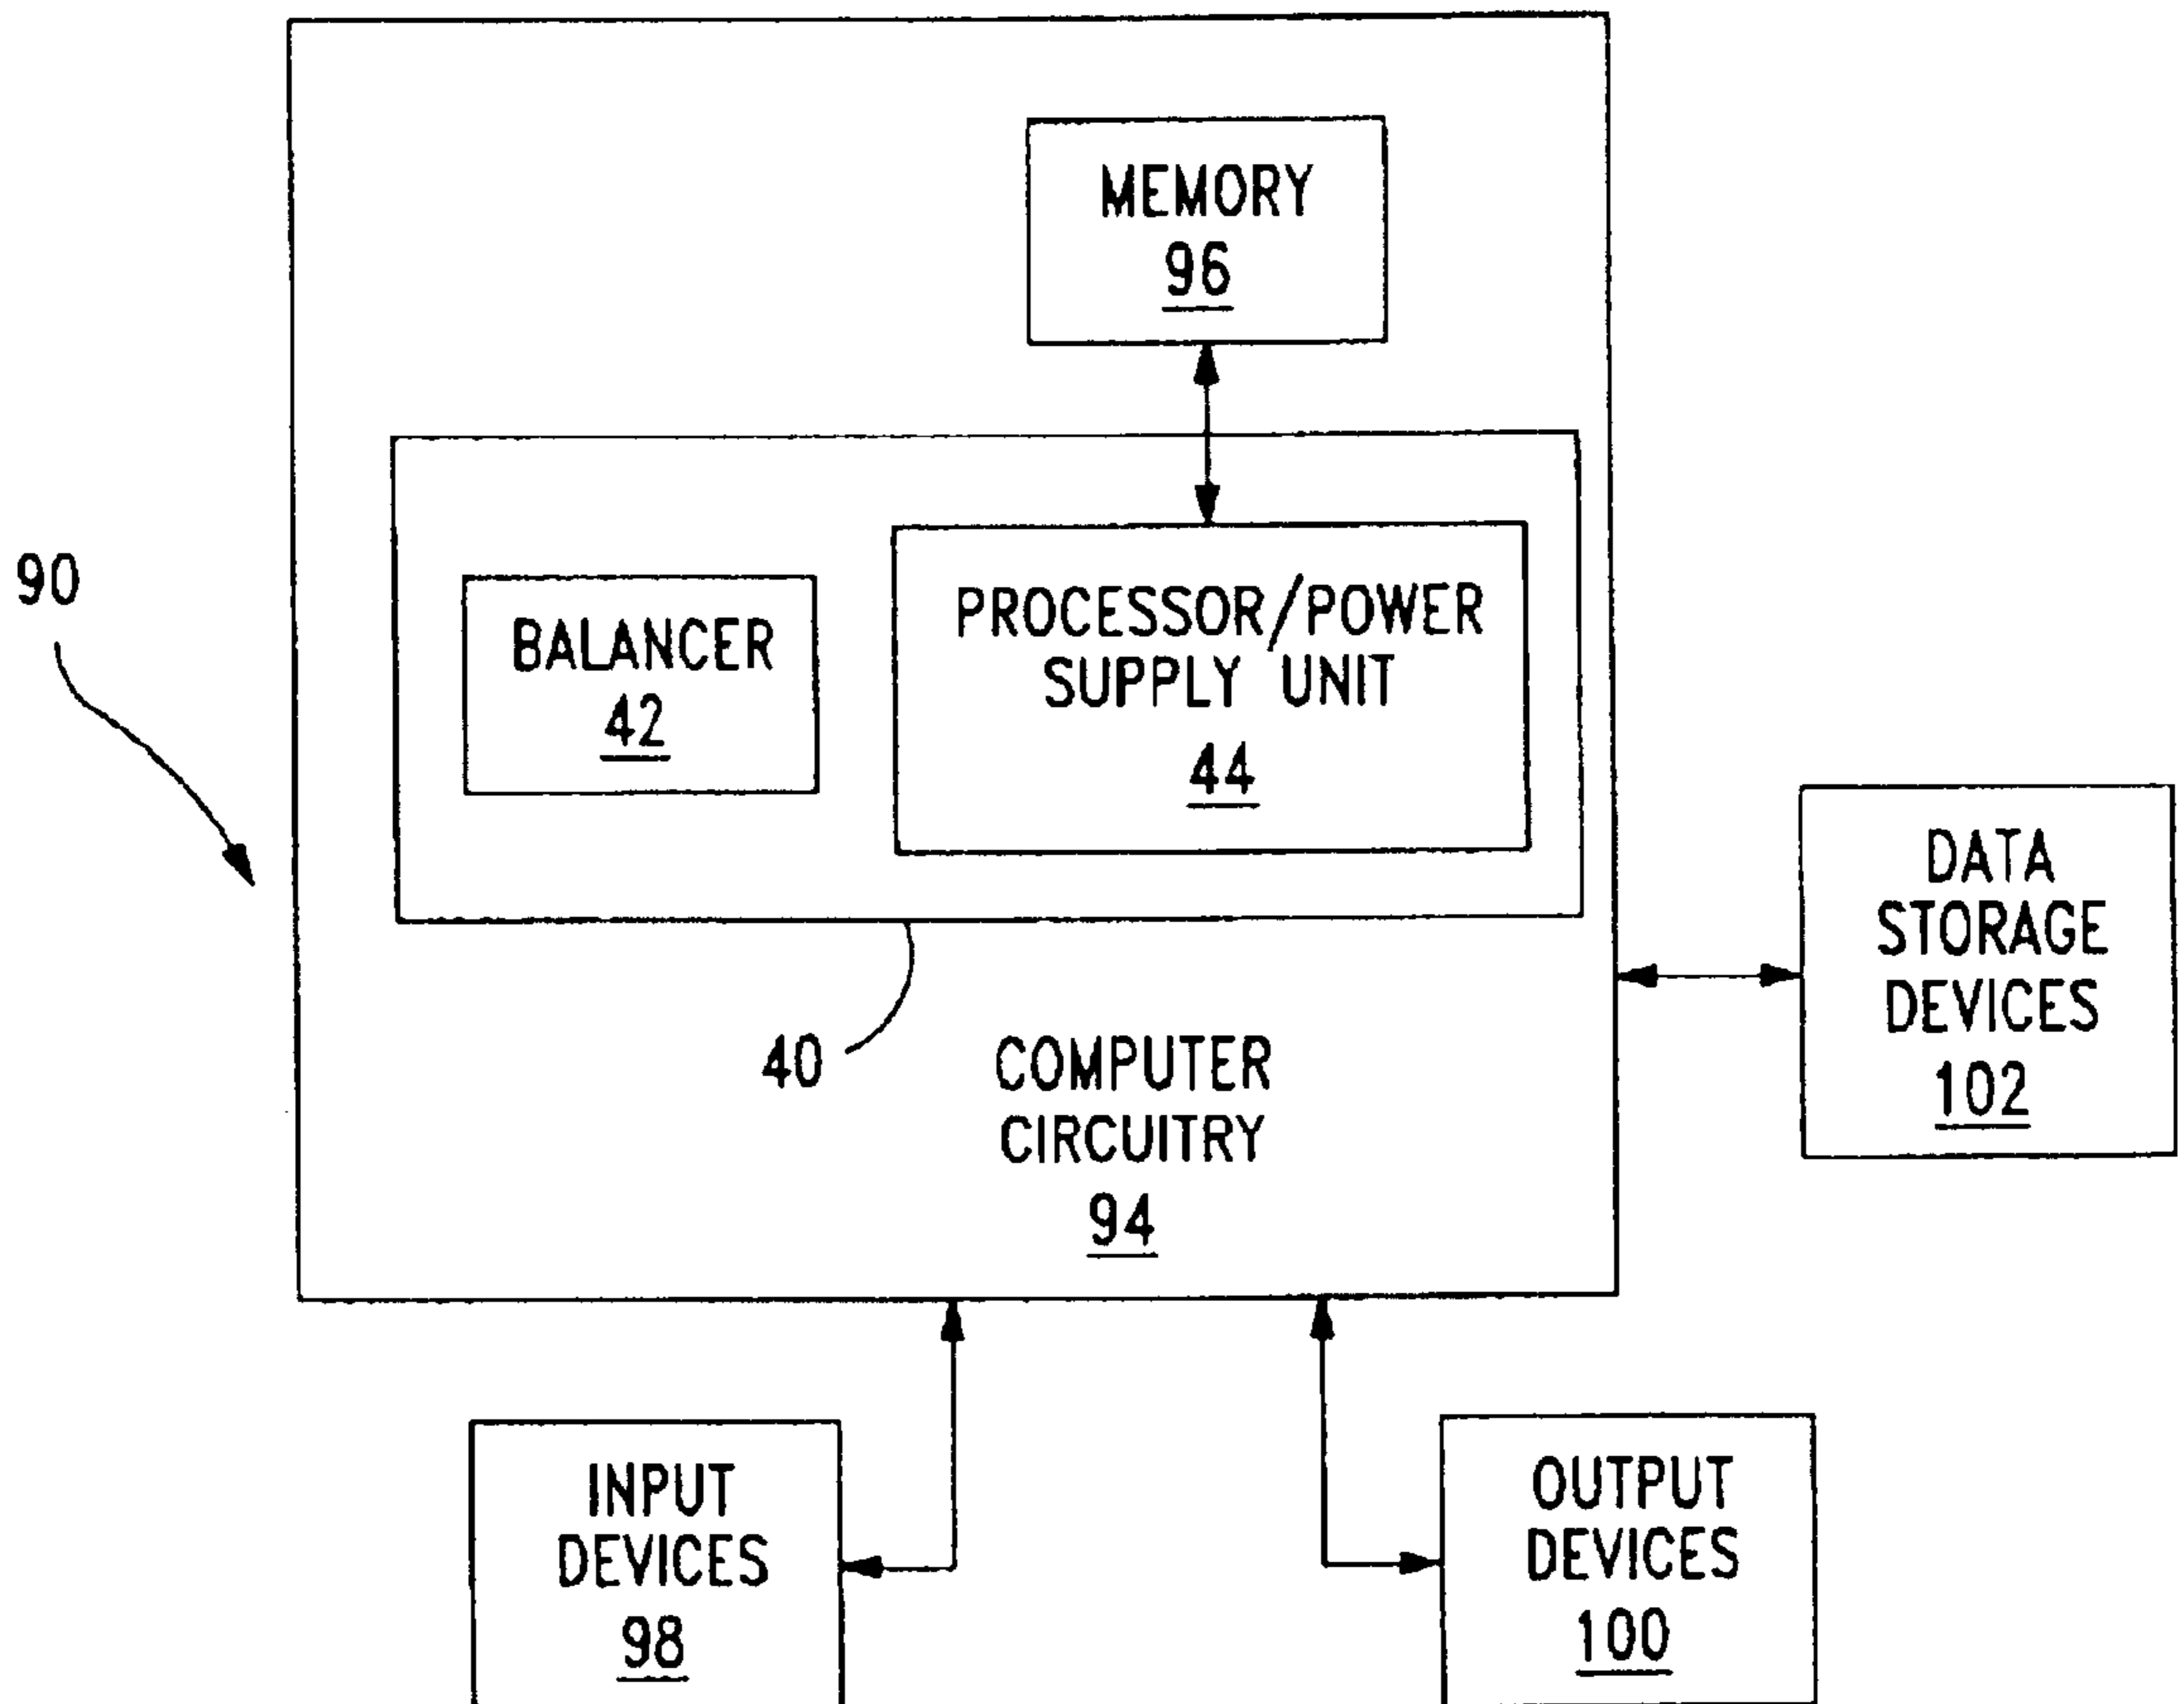 MEMORY
96
90
BALANCER
42
PROCESSOR/POWER
SUPPLY UNIT
44
DATA
STORAGE
DEVICES
102
40
COMPUTER
CIRCUITRY
94
INPUT
DEVICES
98
OUTPUT
DEVICES
100